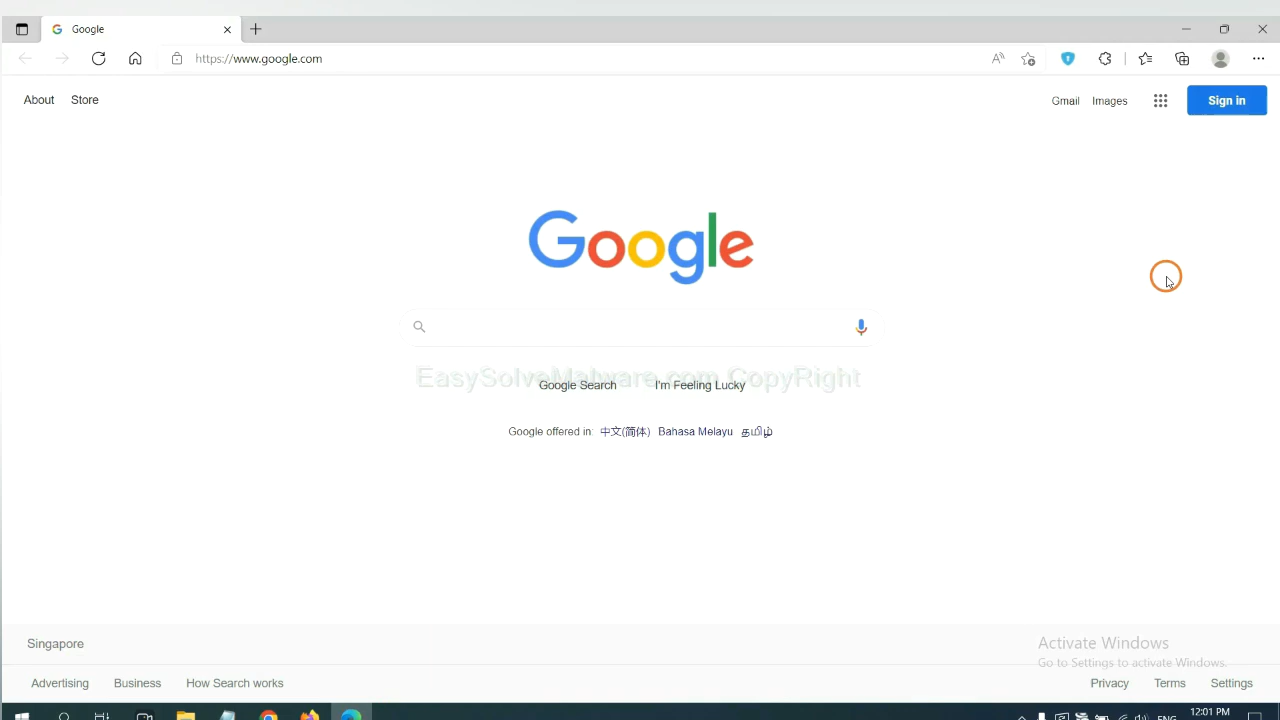 Google
https://www.google.com
About Store
Gmail Images Sign in
Google
EasySolveMalware.com CopyRight
Google Search I'm Feeling Lucky
Google offered in: 中文(简体) Bahasa Melayu தமிழ்
Singapore
Activate Windows
Go to Settings to activate Windows.
Advertising Business How Search works
Privacy Terms Settings
ENG
12:01 PM